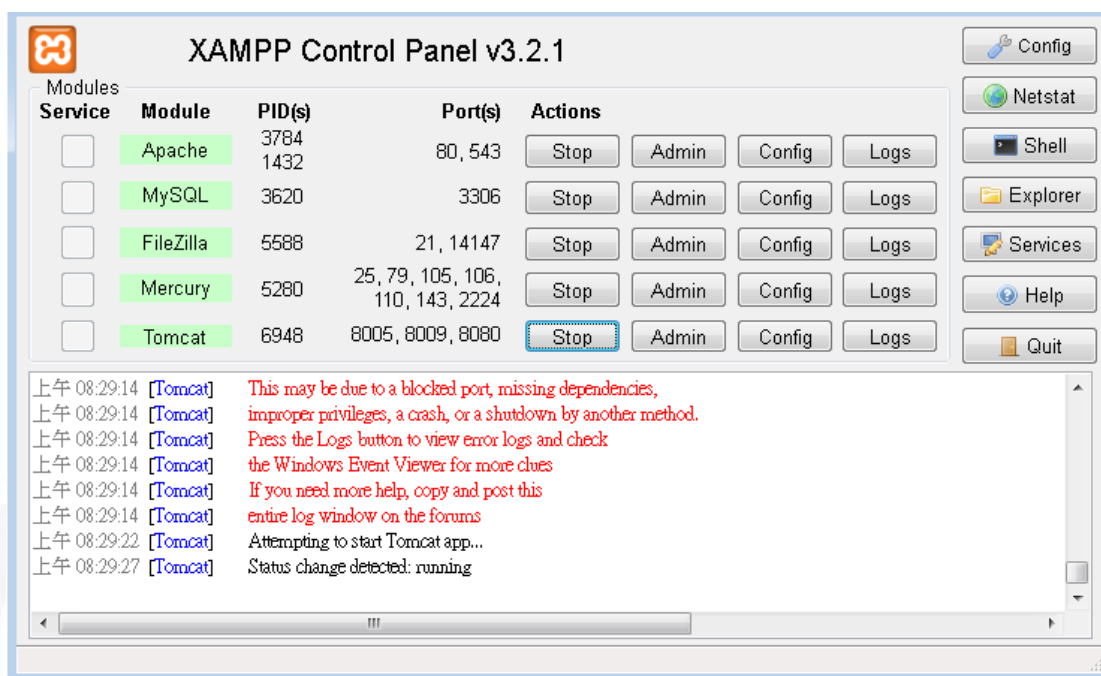 XAMPP Control Panel v3.2.1
Config
Modules
Netstat
Service Module PID(s) Port(s) Actions
Apache 3784 1432 80, 543 Stop Admin Config Logs
Shell
MySQL 3620 3306 Stop Admin Config Logs
Explorer
FileZilla 5588 21, 14147 Stop Admin Config Logs
Services
Mercury 5280 25, 79, 105, 106, 110, 143, 2224 Stop Admin Config Logs
Help
Tomcat 6948 8005, 8009, 8080 Stop Admin Config Logs
Quit
上午 08:29:14 [Tomcat] This may be due to a blocked port, missing dependencies,
上午 08:29:14 [Tomcat] improper privileges, a crash, or a shutdown by another method.
上午 08:29:14 [Tomcat] Press the Logs button to view error logs and check
上午 08:29:14 [Tomcat] the Windows Event Viewer for more clues
上午 08:29:14 [Tomcat] If you need more help, copy and post this
上午 08:29:14 [Tomcat] entire log window on the forums
上午 08:29:22 [Tomcat] Attempting to start Tomcat app...
上午 08:29:27 [Tomcat] Status change detected: running